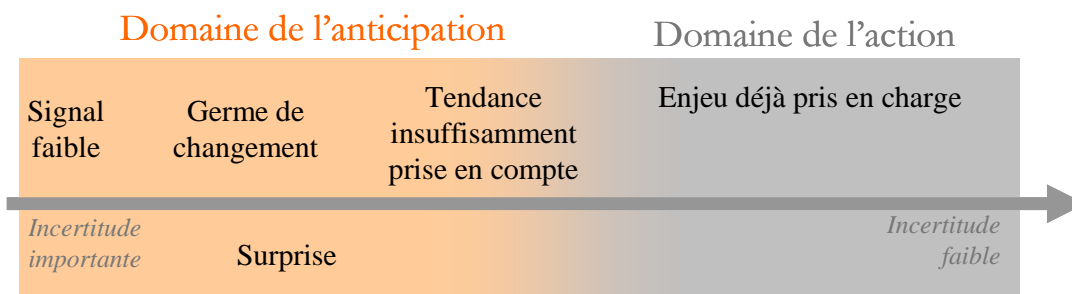 Domaine de l'anticipation
Domaine de l'action
Signal
faible
Germe de
changement
Tendance
insuffisamment
prise en compte
Enjeu déjà pris en charge
Incertitude
importante
Surprise
Incertitude
faible